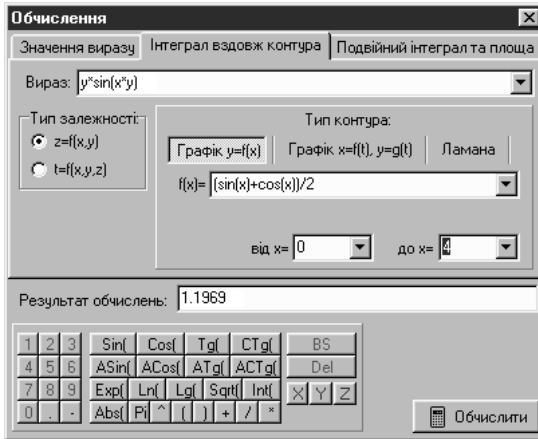 Обчислення
Значення виразу Інтеграл вздовж контура Подвійний інтеграл та площа
Вираз: y*sin(x*y)
Тип залежності: Тип контура:
z=f(x,y) Графік y=f(x) Графік x=f(t), y=g(t) Ламана
t=f(x,y,z)
f(x)= (sin(x)+cos(x))/2
від x= 0 до x= 4
Результат обчислень: 1.1969
1 2 3 Sin( Cos( Tg( CTg( BS
4 5 6 ASin( ACos( ATg( ACTg( Del
7 8 9 Exp( Ln( Lg( Sqrt( Int( X Y Z
0 . - Abs( Pi ^ ( ) + / *
Обчислити